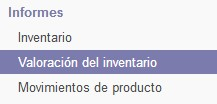 Informes
Inventario
Valoración del inventario
Movimientos de producto